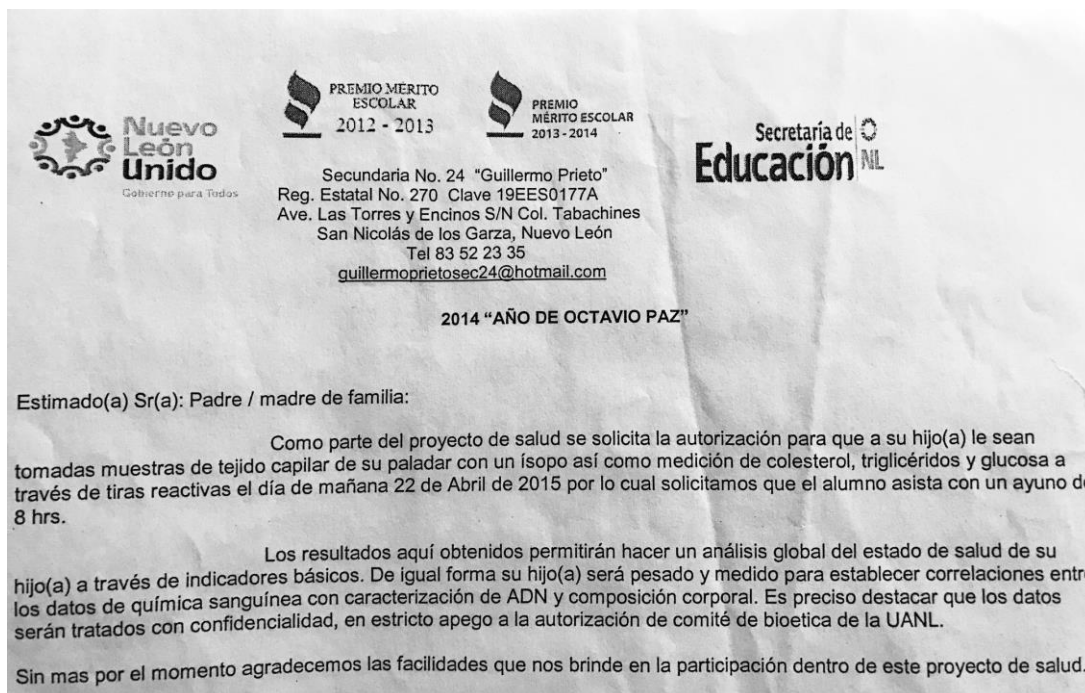 Nuevo
León
Unido
Gobierno para Todos
PREMIO MÉRITO
ESCOLAR
2012 - 2013
PREMIO
MÉRITO ESCOLAR
2013 - 2014
Secretaría de
Educación NL
Secundaria No. 24 "Guillermo Prieto"
Reg. Estatal No. 270 Clave 19EES0177A
Ave. Las Torres y Encinos S/N Col. Tabachines
San Nicolás de los Garza, Nuevo León
Tel 83 52 23 35
guillermoprietosec24@hotmail.com
2014 "AÑO DE OCTAVIO PAZ"
Estimado(a) Sr(a): Padre / madre de familia:
Como parte del proyecto de salud se solicita la autorización para que a su hijo(a) le sean
tomadas muestras de tejido capilar de su paladar con un ísopo así como medición de colesterol, triglicéridos y glucosa a
través de tiras reactivas el día de mañana 22 de Abril de 2015 por lo cual solicitamos que el alumno asista con un ayuno de
8 hrs.
Los resultados aquí obtenidos permitirán hacer un análisis global del estado de salud de su
hijo(a) a través de indicadores básicos. De igual forma su hijo(a) será pesado y medido para establecer correlaciones entre
los datos de química sanguínea con caracterización de ADN y composición corporal. Es preciso destacar que los datos
serán tratados con confidencialidad, en estricto apego a la autorización de comité de bioetica de la UANL.
Sin mas por el momento agradecemos las facilidades que nos brinde en la participación dentro de este proyecto de salud.